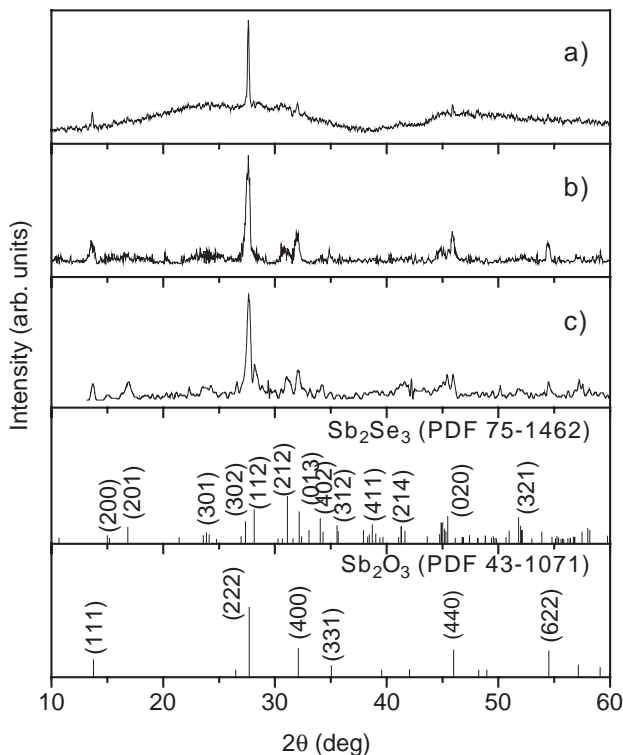 a)
b)
c)
Intensity (arb. units)
Sb₂Se₃ (PDF 75-1462)
(200)
(201)
(301)
(302)
(112)
(212)
(013)
(402)
(312)
(411)
(214)
(020)
(321)
Sb₂O₃ (PDF 43-1071)
(111)
(222)
(400)
(331)
(440)
(622)
10 20 30 40 50 60
2θ (deg)